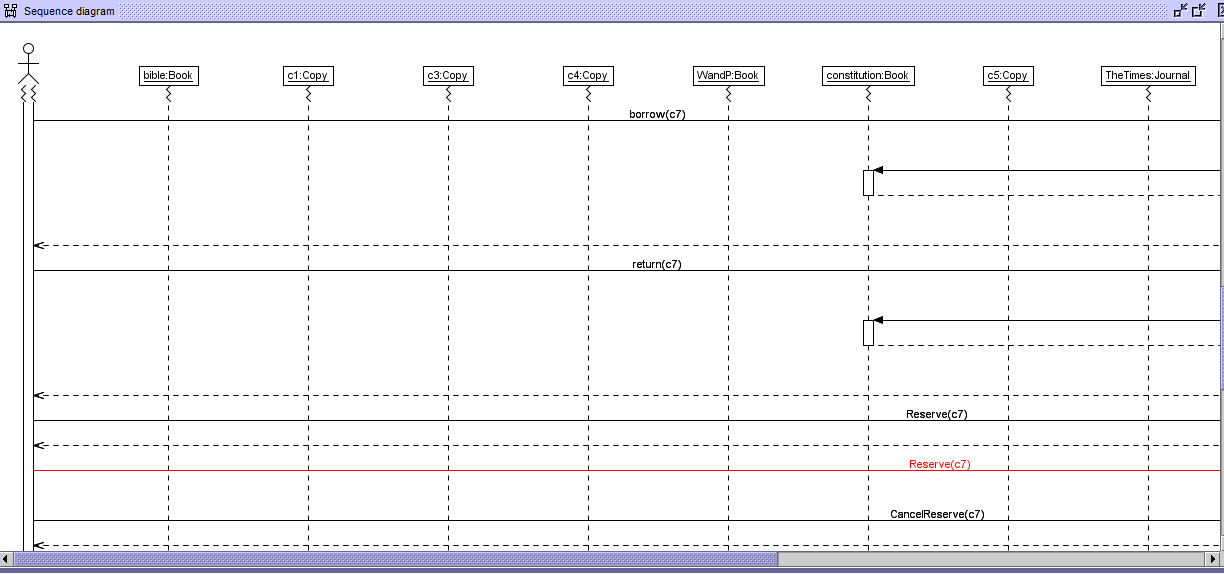 Sequence diagram
bible:Book
c1:Copy
c3:Copy
c4:Copy
WandP:Book
constitution:Book
c5:Copy
TheTimes:Journal
borrow(c7)
return(c7)
Reserve(c7)
Reserve(c7)
CancelReserve(c7)